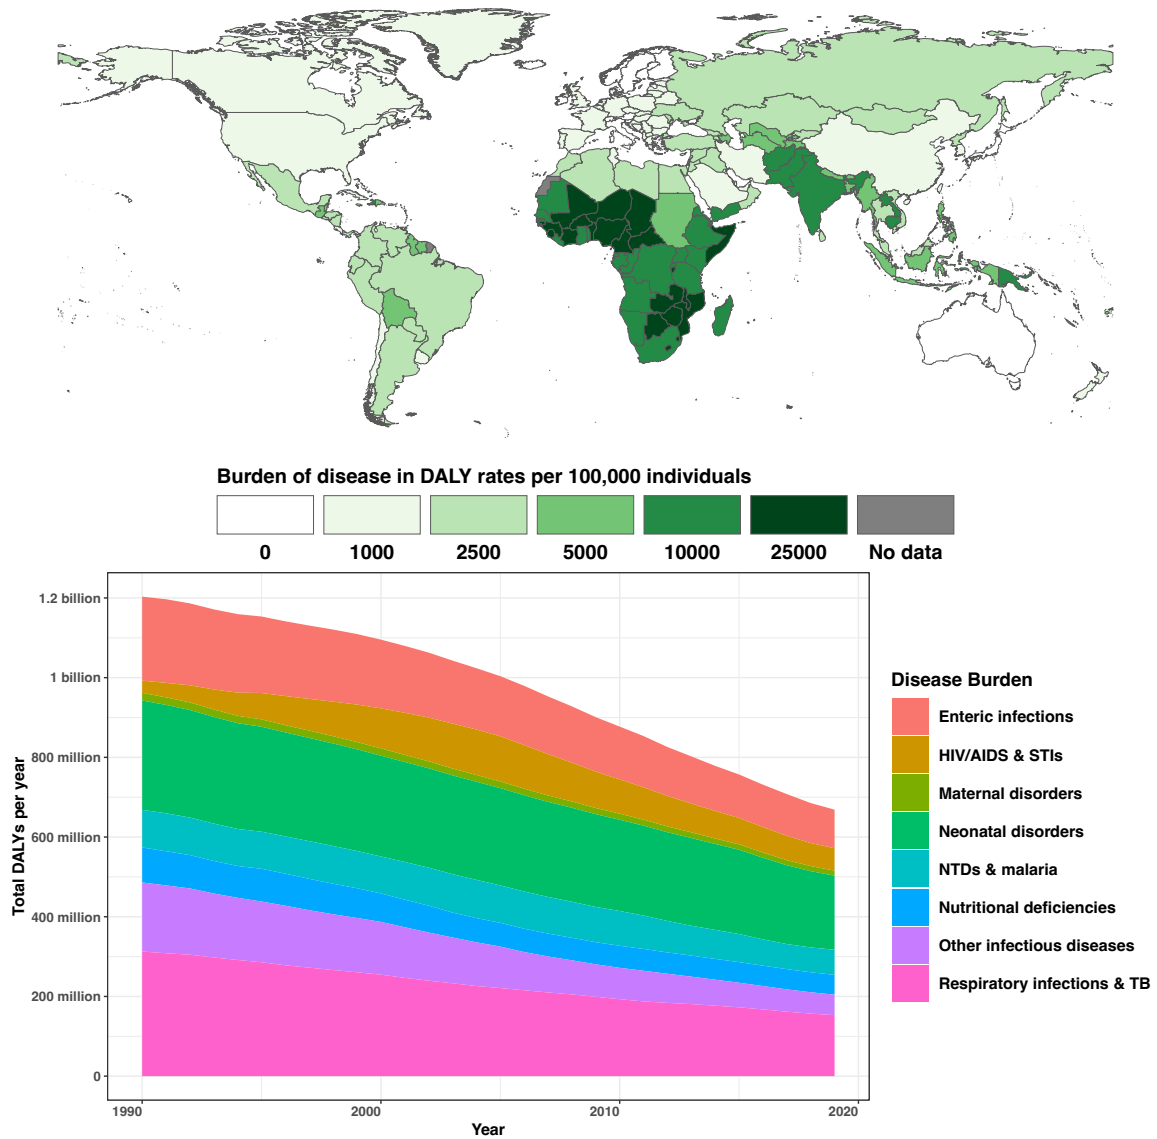 Burden of disease in DALY rates per 100,000 individuals
0 1000 2500 5000 10000 25000 No data
Total DALYs per year
1.2 billion
1 billion
800 million
600 million
400 million
200 million
0
1990 2000 2010 2020
Year
Disease Burden
Enteric infections
HIV/AIDS & STIs
Maternal disorders
Neonatal disorders
NTDs & malaria
Nutritional deficiencies
Other infectious diseases
Respiratory infections & TB